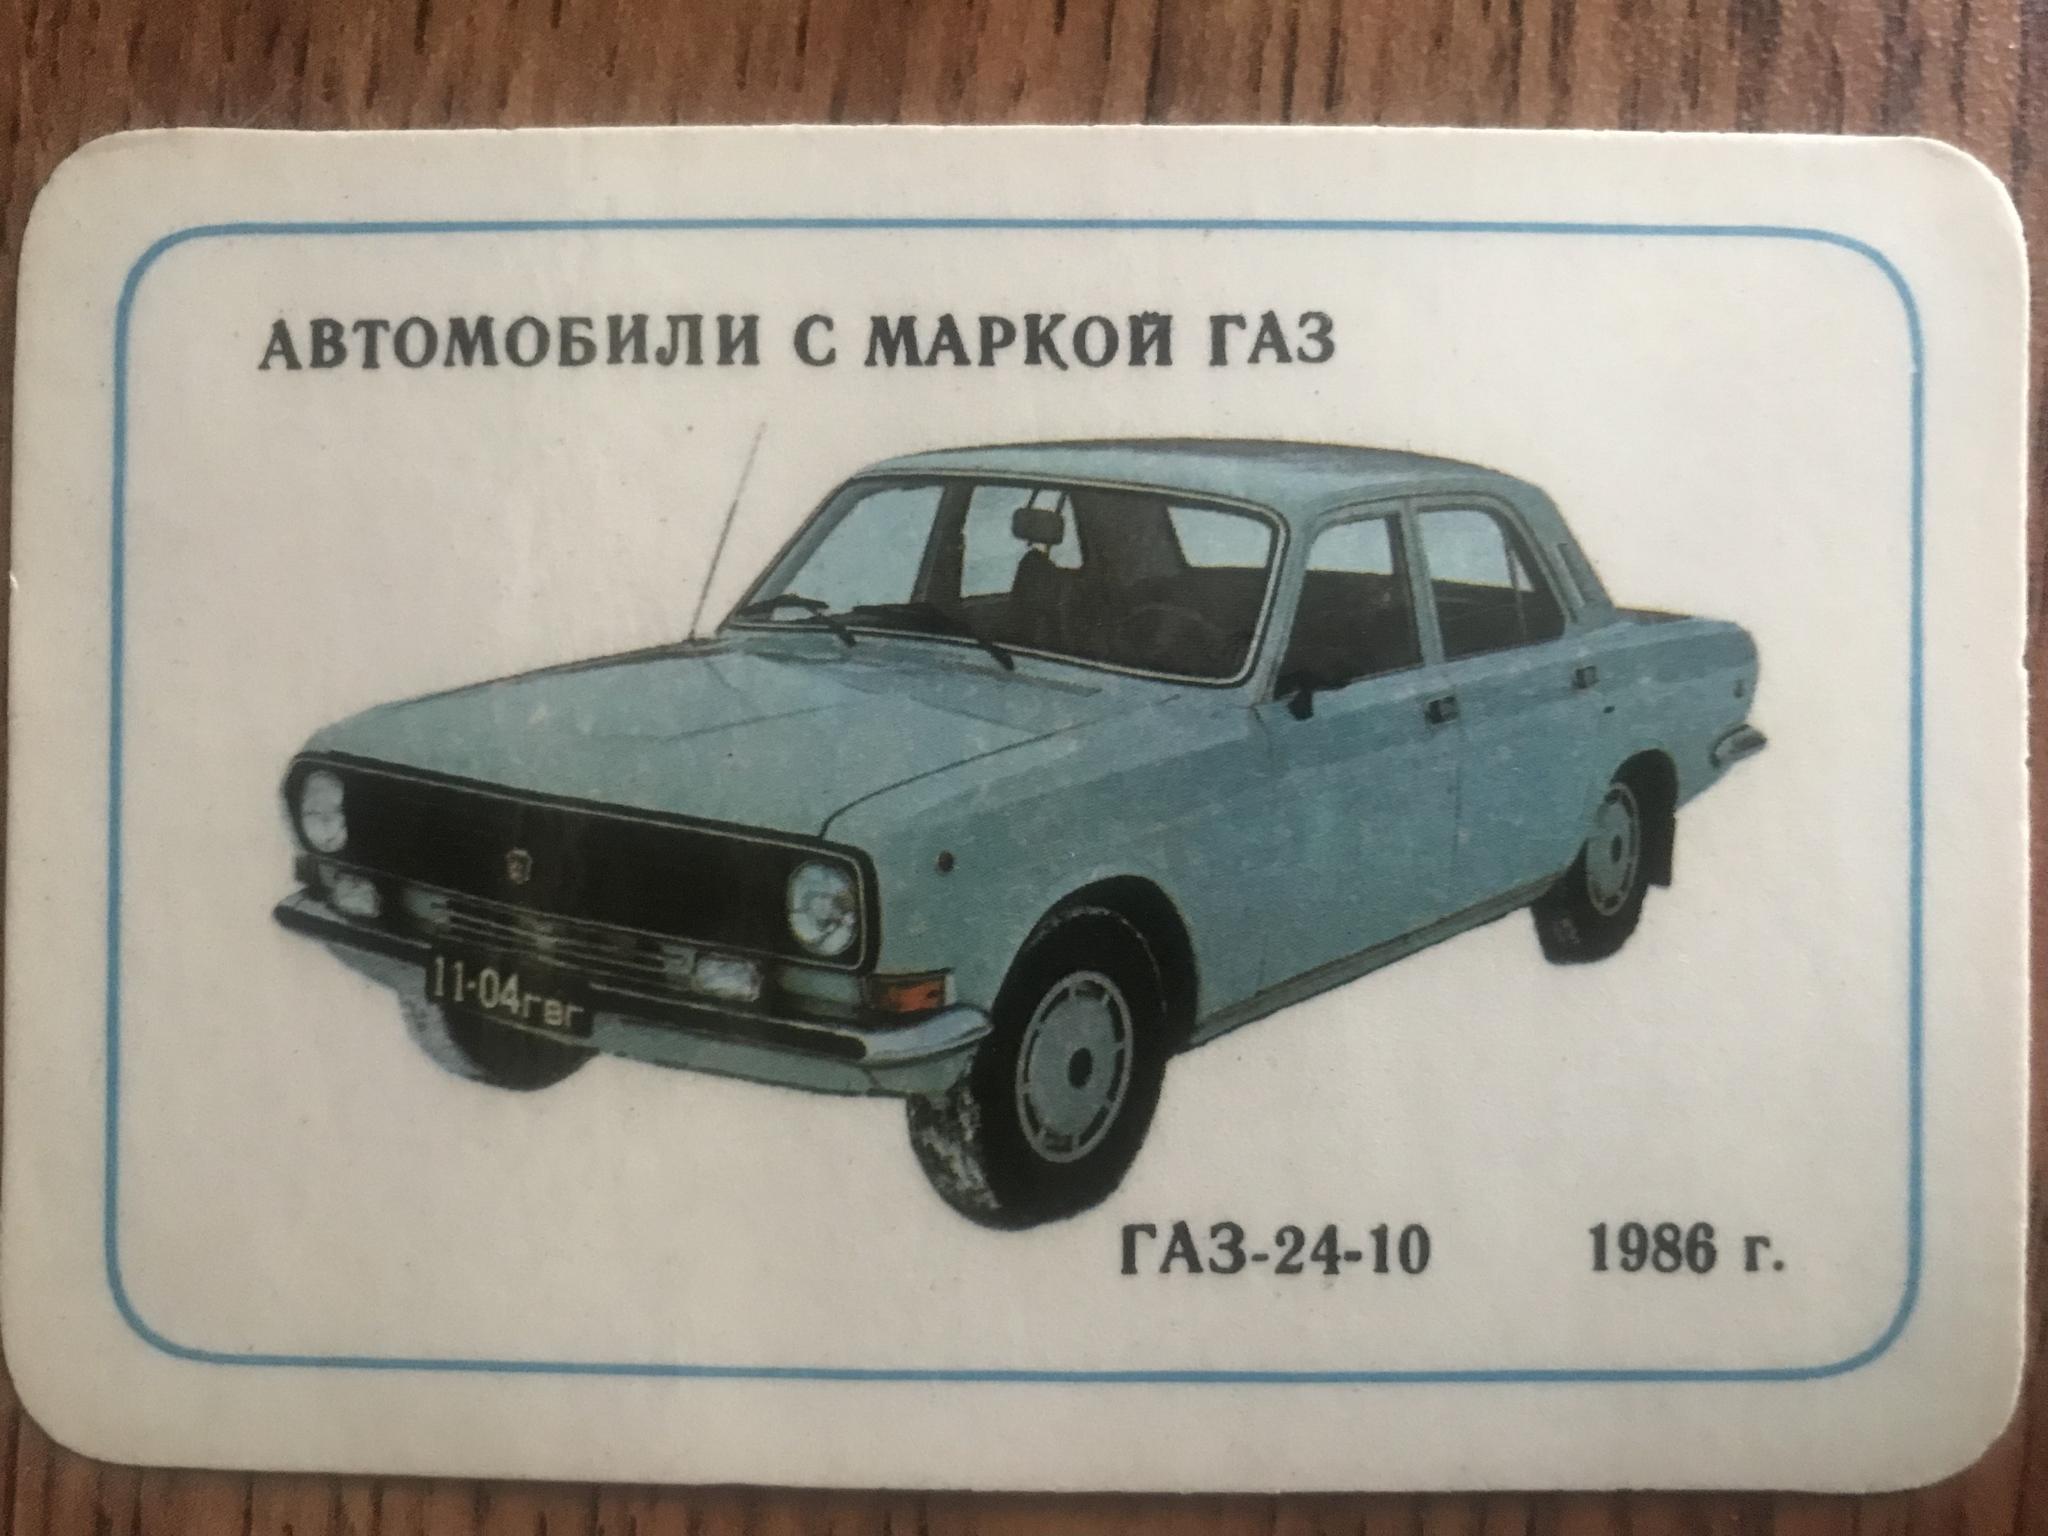 АВТОМОБИЛИ С МАРКОЙ ГАЗ
11-04гвг
ГАЗ-24-10 1986 г.